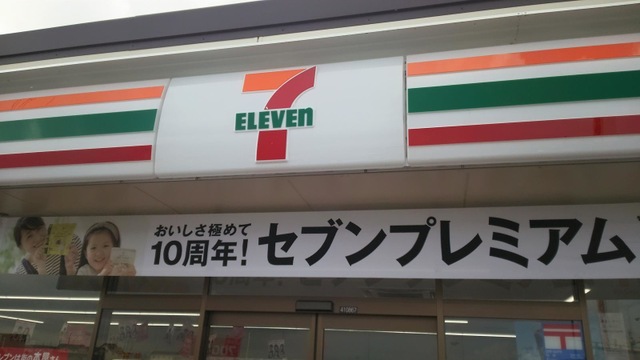 7
ELEVEn
おいしさ極めて
10周年!
セブンプレミアム